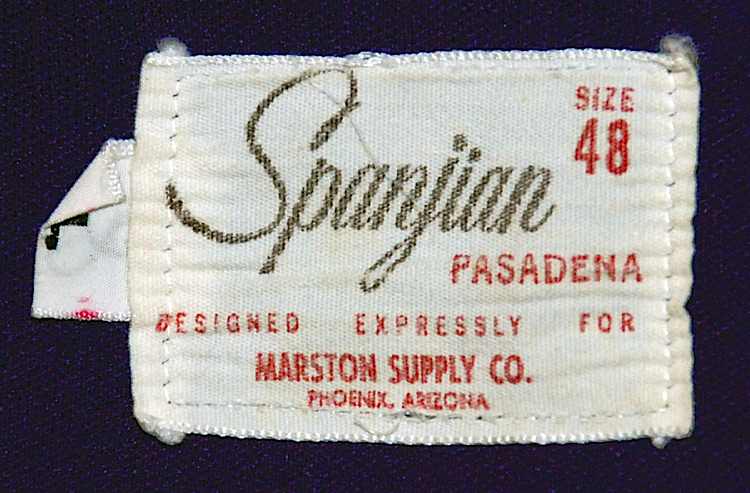 SIZE
48
Spanjian
PASADENA
DESIGNED EXPRESSLY FOR
MARSTON SUPPLY CO.
PHOENIX, ARIZONA